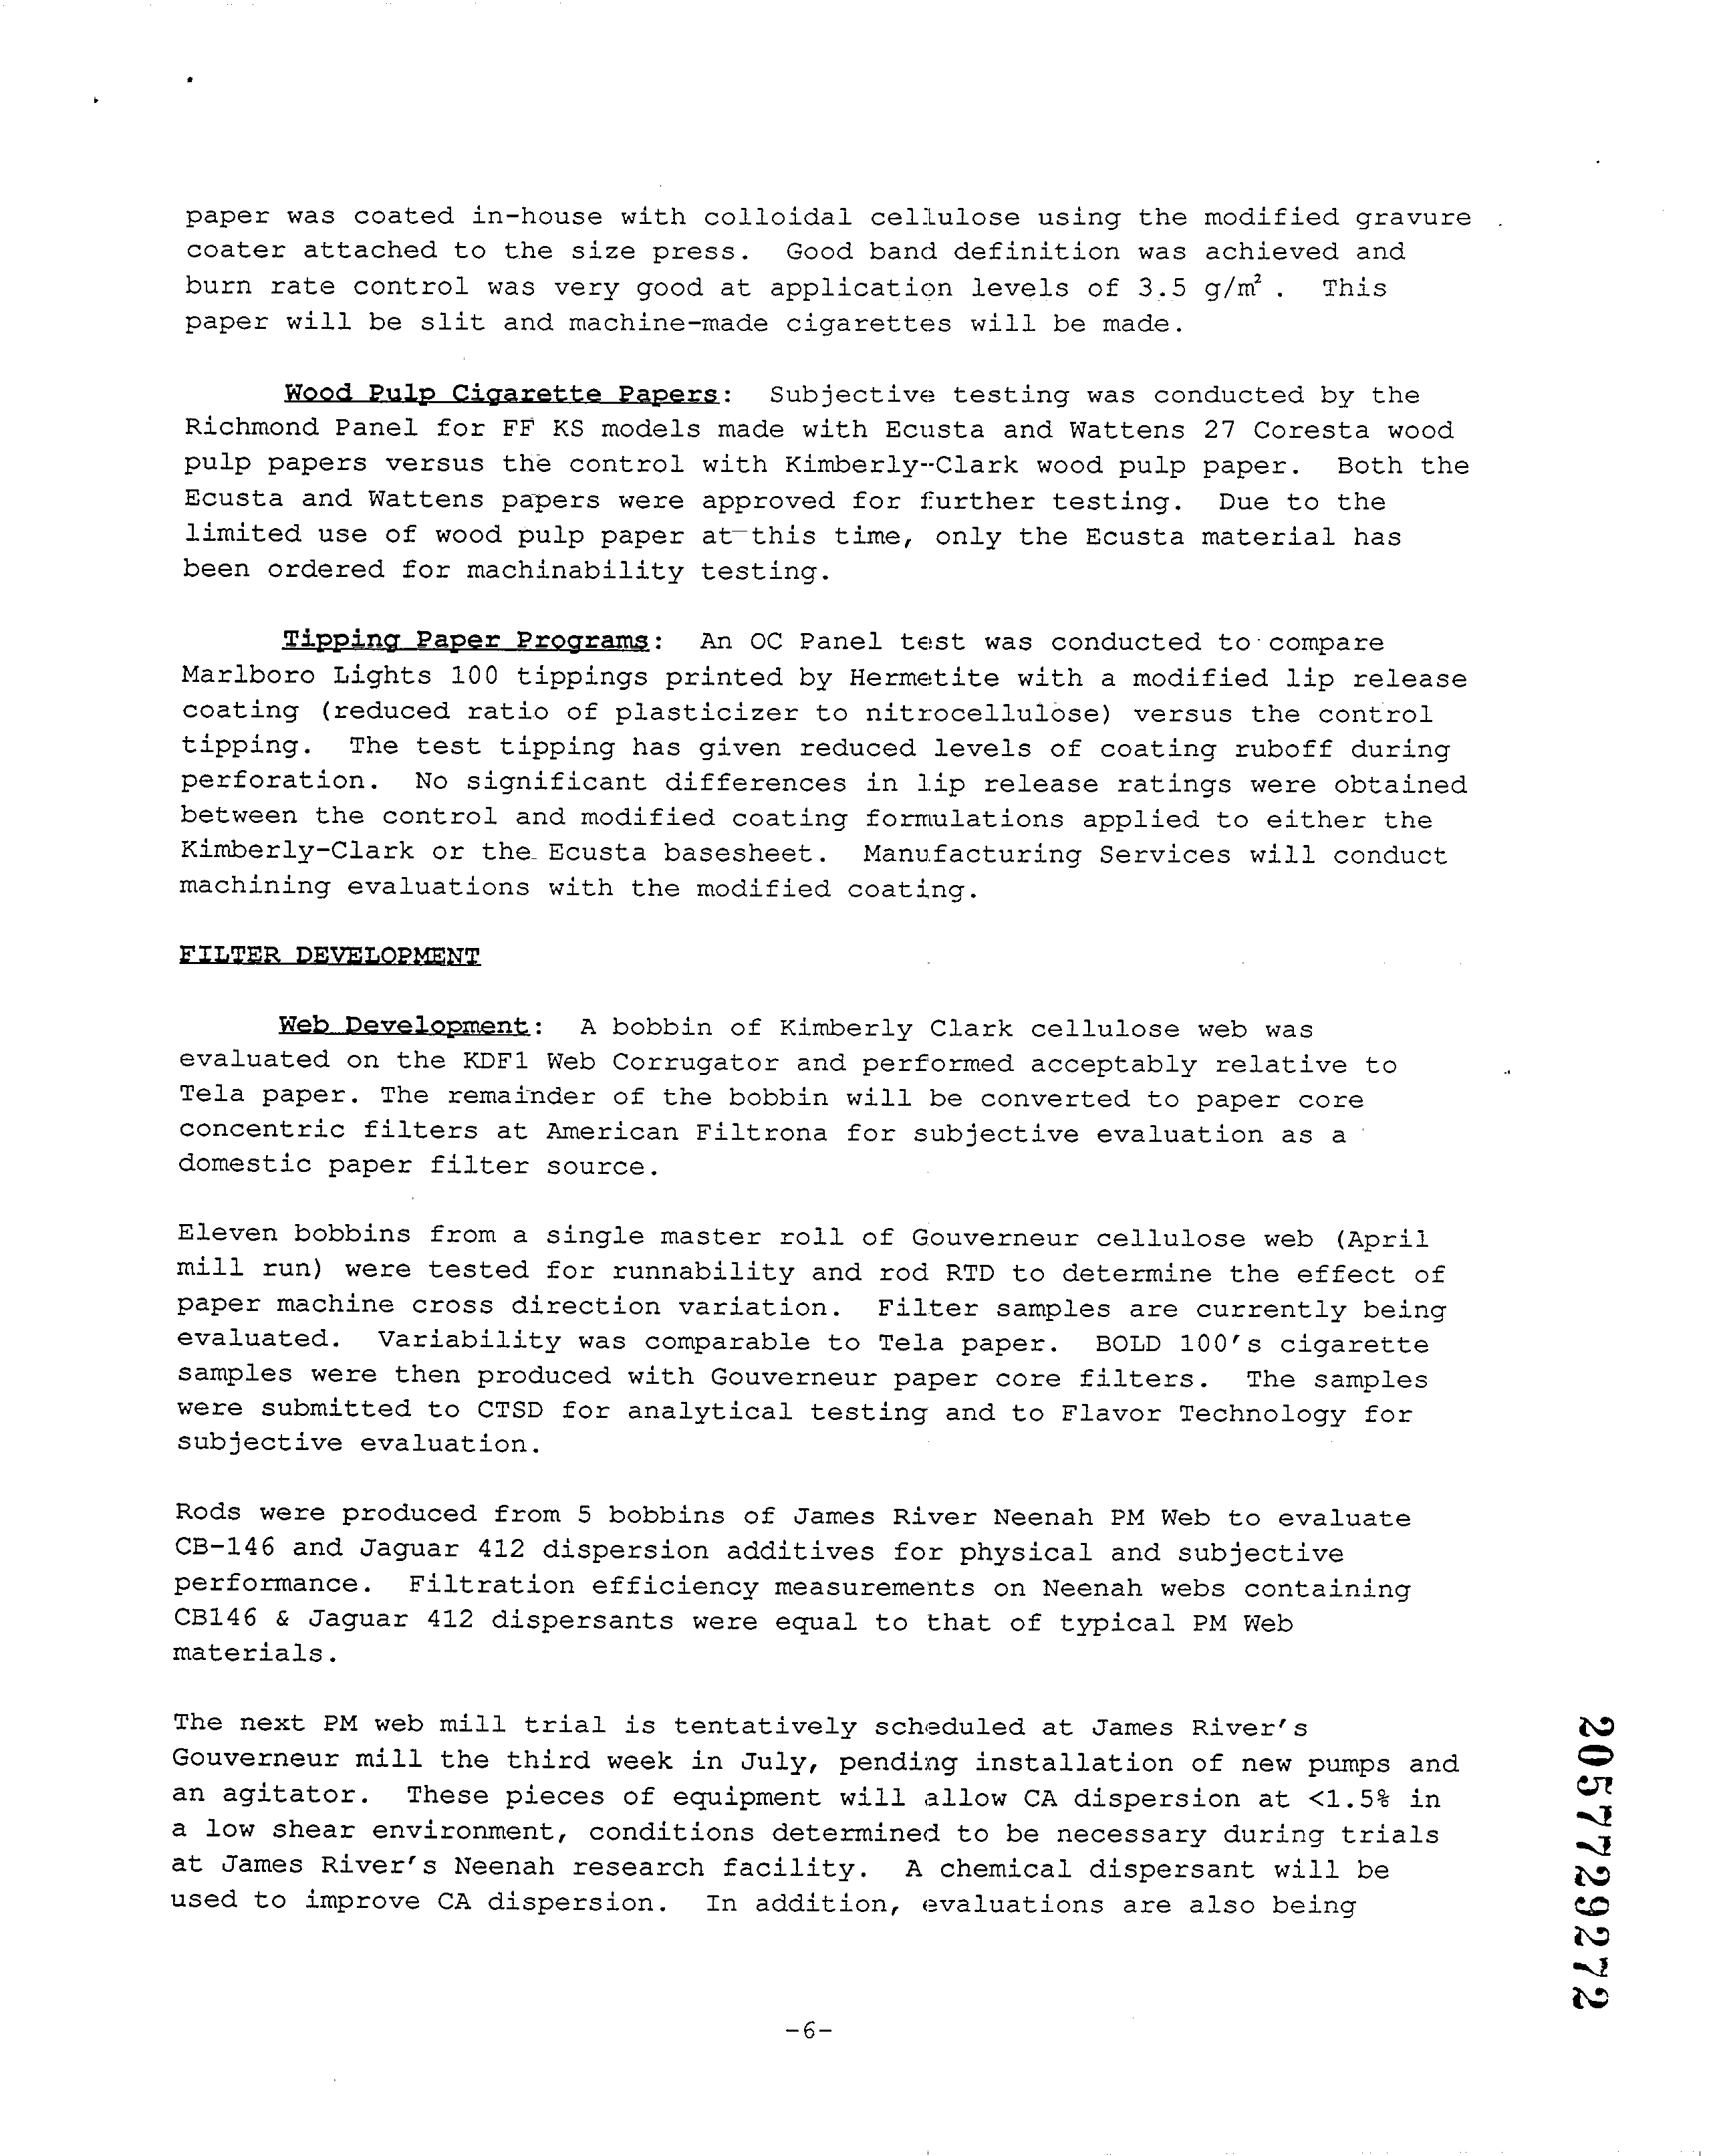 paper was coated in-house with colloidal cellulose using the modified gravure
coater attached to the size press. Good band definition was achieved and
burn rate control was very good at application levels of 3.5 g/m². This
paper will be slit and machine-made cigarettes will be made.
Wood Pulp Cigarette Papers: Subjective testing was conducted by the
Richmond Panel for FF KS models made with Ecusta and Wattens 27 Coresta wood
pulp papers versus the control with Kimberly-Clark wood pulp paper. Both the
Ecusta and Wattens papers were approved for further testing. Due to the
limited use of wood pulp paper at this time, only the Ecusta material has
been ordered for machinability testing.
Tipping Paper Programs: An OC Panel test was conducted to compare
Marlboro Lights 100 tippings printed by Hermetite with a modified lip release
coating (reduced ratio of plasticizer to nitrocellulose) versus the control
tipping. The test tipping has given reduced levels of coating ruboff during
perforation. No significant differences in lip release ratings were obtained
between the control and modified coating formulations applied to either the
Kimberly-Clark or the Ecusta basesheet. Manufacturing Services will conduct
machining evaluations with the modified coating.
FILTER DEVELOPMENT
Web Development: A bobbin of Kimberly Clark cellulose web was
evaluated on the KDF1 Web Corrugator and performed acceptably relative to
Tela paper. The remainder of the bobbin will be converted to paper core
concentric filters at American Filtrona for subjective evaluation as a
domestic paper filter source.
Eleven bobbins from a single master roll of Gouverneur cellulose web (April
mill run) were tested for runnability and rod RTD to determine the effect of
paper machine cross direction variation. Filter samples are currently being
evaluated. Variability was comparable to Tela paper. BOLD 100's cigarette
samples were then produced with Gouverneur paper core filters. The samples
were submitted to CTSD for analytical testing and to Flavor Technology for
subjective evaluation.
Rods were produced from 5 bobbins of James River Neenah PM Web to evaluate
CB-146 and Jaguar 412 dispersion additives for physical and subjective
performance. Filtration efficiency measurements on Neenah webs containing
CB146 & Jaguar 412 dispersants were equal to that of typical PM Web
materials.
The next PM web mill trial is tentatively scheduled at James River's
Gouverneur mill the third week in July, pending installation of new pumps and
an agitator. These pieces of equipment will allow CA dispersion at <1.5% in
a low shear environment, conditions determined to be necessary during trials
at James River's Neenah research facility. A chemical dispersant will be
used to improve CA dispersion. In addition, evaluations are also being
2057729272
-6-